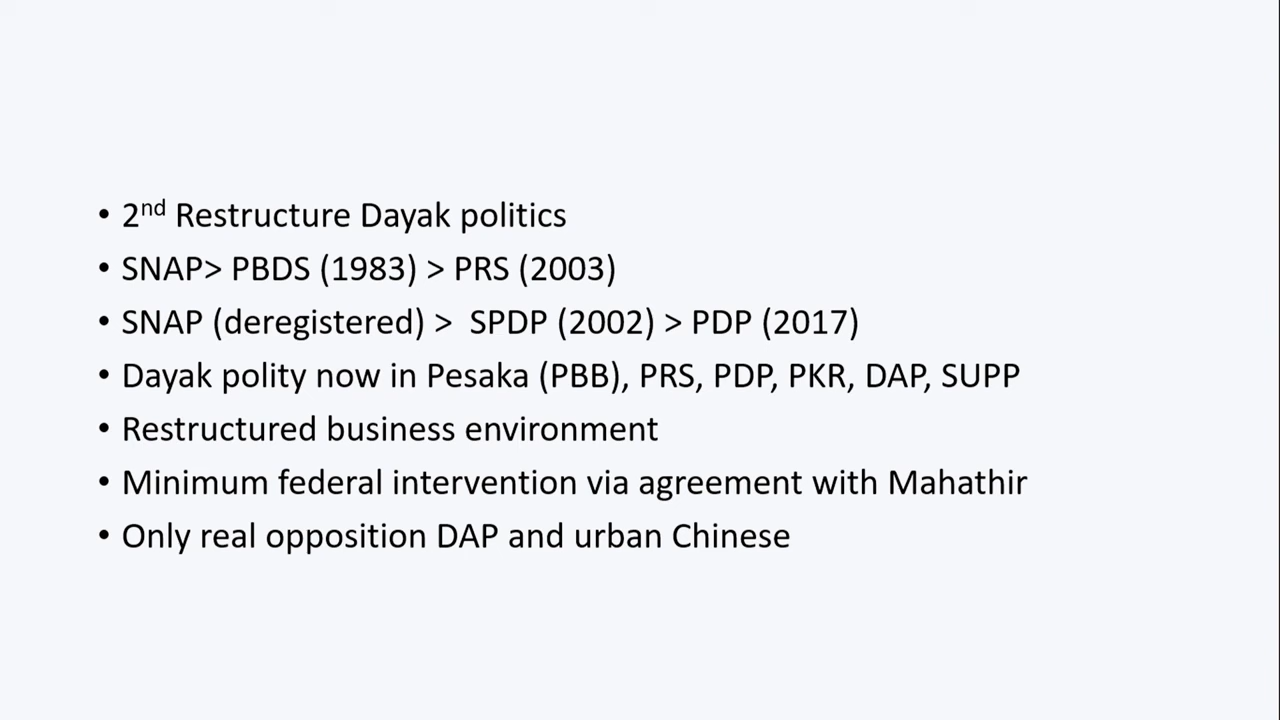 • 2nd Restructure Dayak politics
• SNAP> PBDS (1983) > PRS (2003)
• SNAP (deregistered) > SPDP (2002) > PDP (2017)
• Dayak polity now in Pesaka (PBB), PRS, PDP, PKR, DAP, SUPP
• Restructured business environment
• Minimum federal intervention via agreement with Mahathir
• Only real opposition DAP and urban Chinese